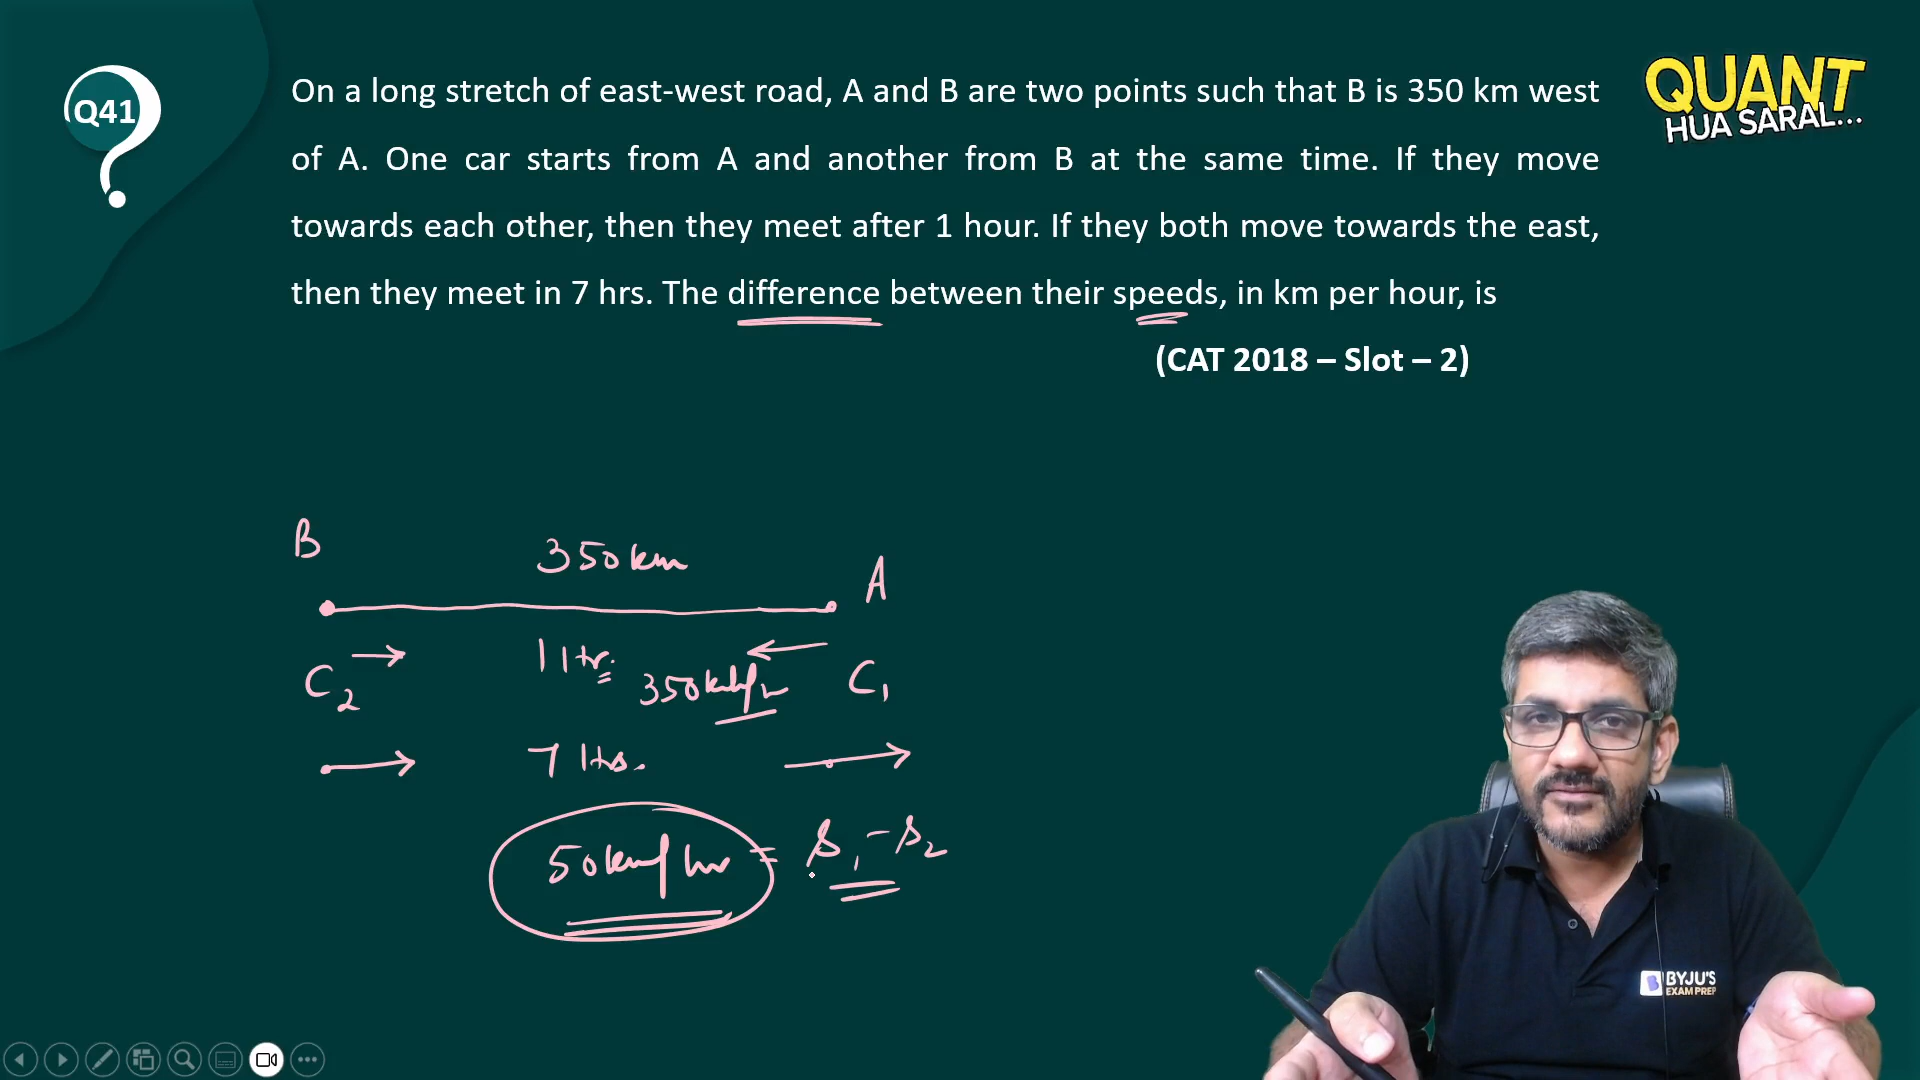 Q41
On a long stretch of east-west road, A and B are two points such that B is 350 km west
of A. One car starts from A and another from B at the same time. If they move
towards each other, then they meet after 1 hour. If they both move towards the east,
then they meet in 7 hrs. The difference between their speeds, in km per hour, is
(CAT 2018 – Slot – 2)
QUANT
HUA SARAL...
B
350 km
A
1 Hr.
350 km/hr
C2
C1
7 Hrs.
50 km/hr = S1 - S2
BYJU'S
EXAM PREP